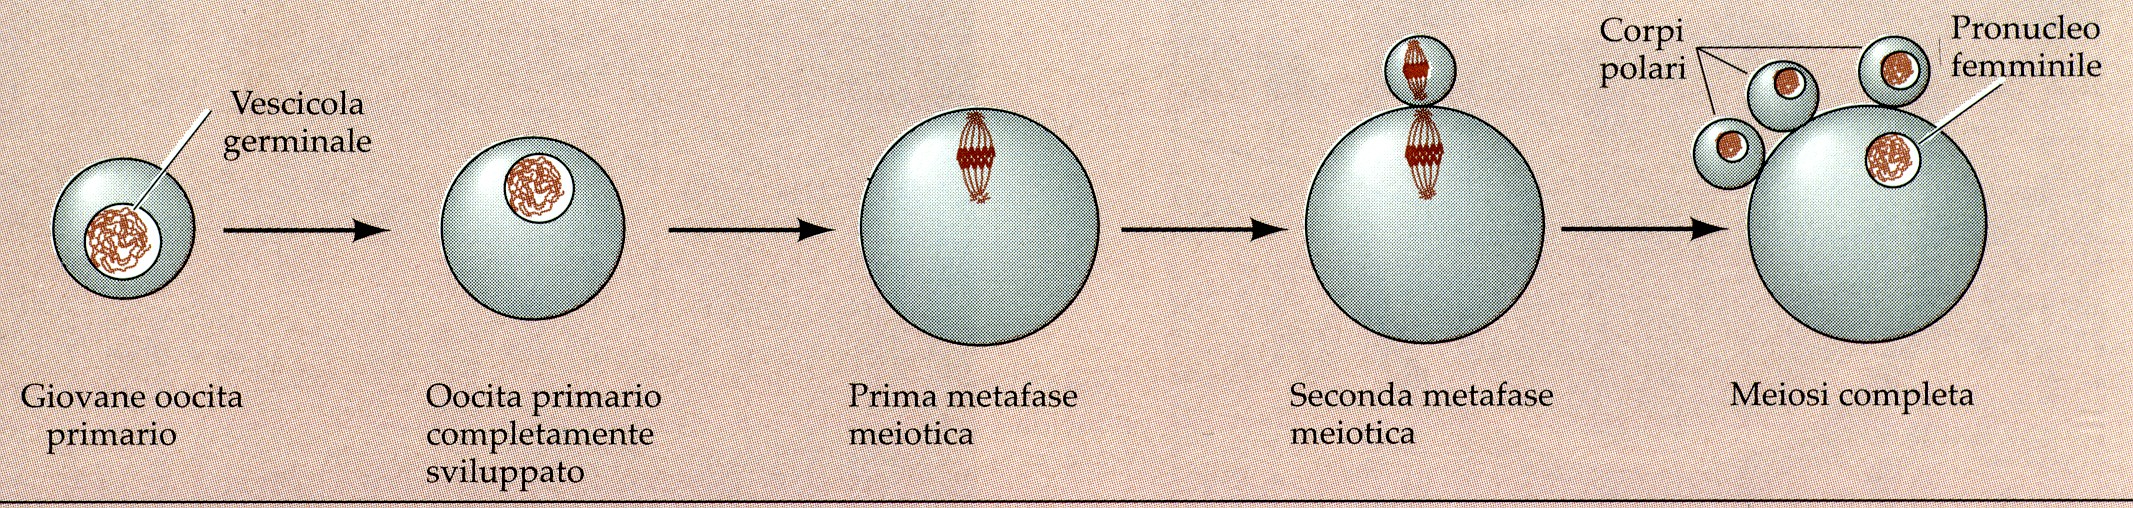 Vescicola
germinale
Corpi
polari
Pronucleo
femminile
Giovane oocita
primario
Oocita primario
completamente
sviluppato
Prima metafase
meiotica
Seconda metafase
meiotica
Meiosi completa